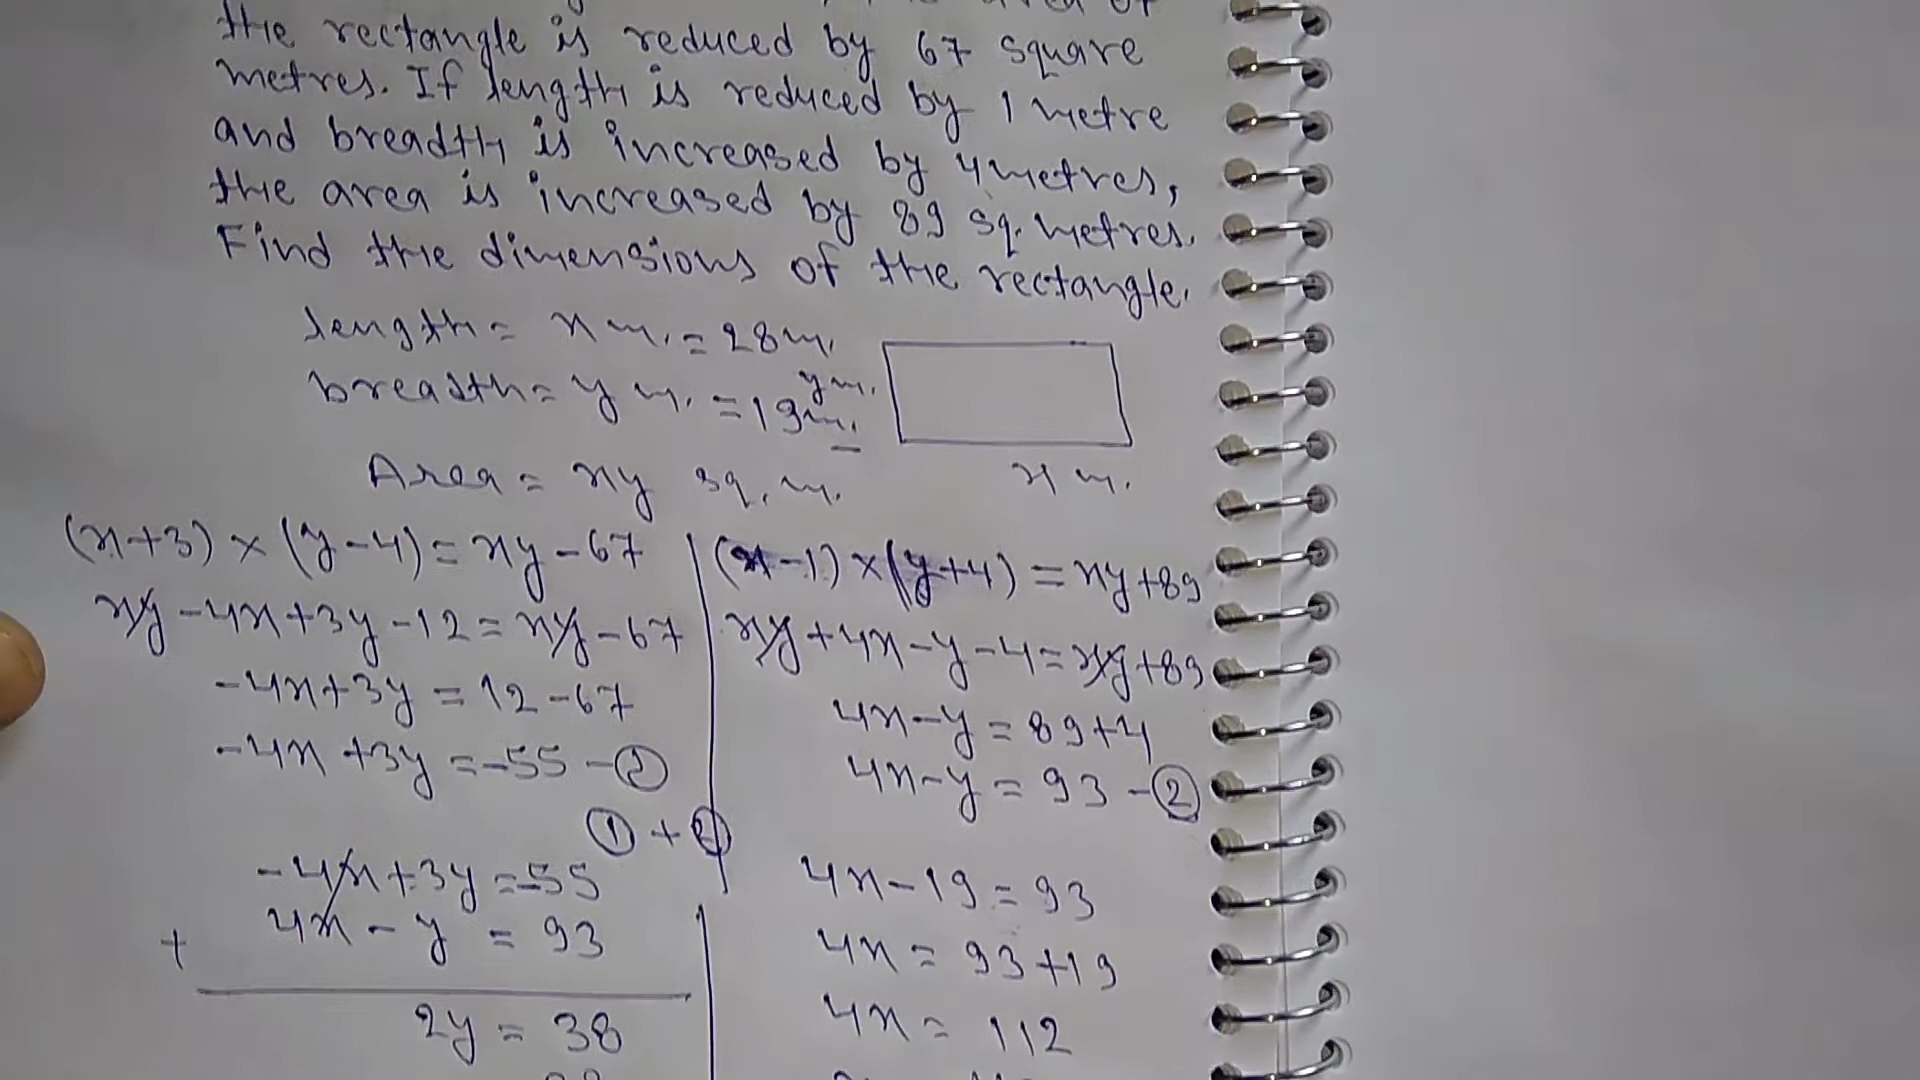 the rectangle is reduced by 67 square
metres. If length is reduced by 1 metre
and breadth is increased by 4 metres,
the area is increased by 89 sq. metres.
Find the dimensions of the rectangle.
length = x m. = 28 m.
breadth = y m. = 19 m.
y m.
x m.
Area = xy sq. m.
(x+3) × (y-4) = xy - 67
xy - 4x + 3y - 12 = xy - 67
-4x + 3y = 12 - 67
-4x + 3y = -55 - ①
① + ②
-4x + 3y = -55
+ 4x - y = 93
2y = 38
(x-1) × (y+4) = xy + 89
xy + 4x - y - 4 = xy + 89
4x - y = 89 + 4
4x - y = 93 - ②
4x - 19 = 93
4x = 93 + 19
4x = 112